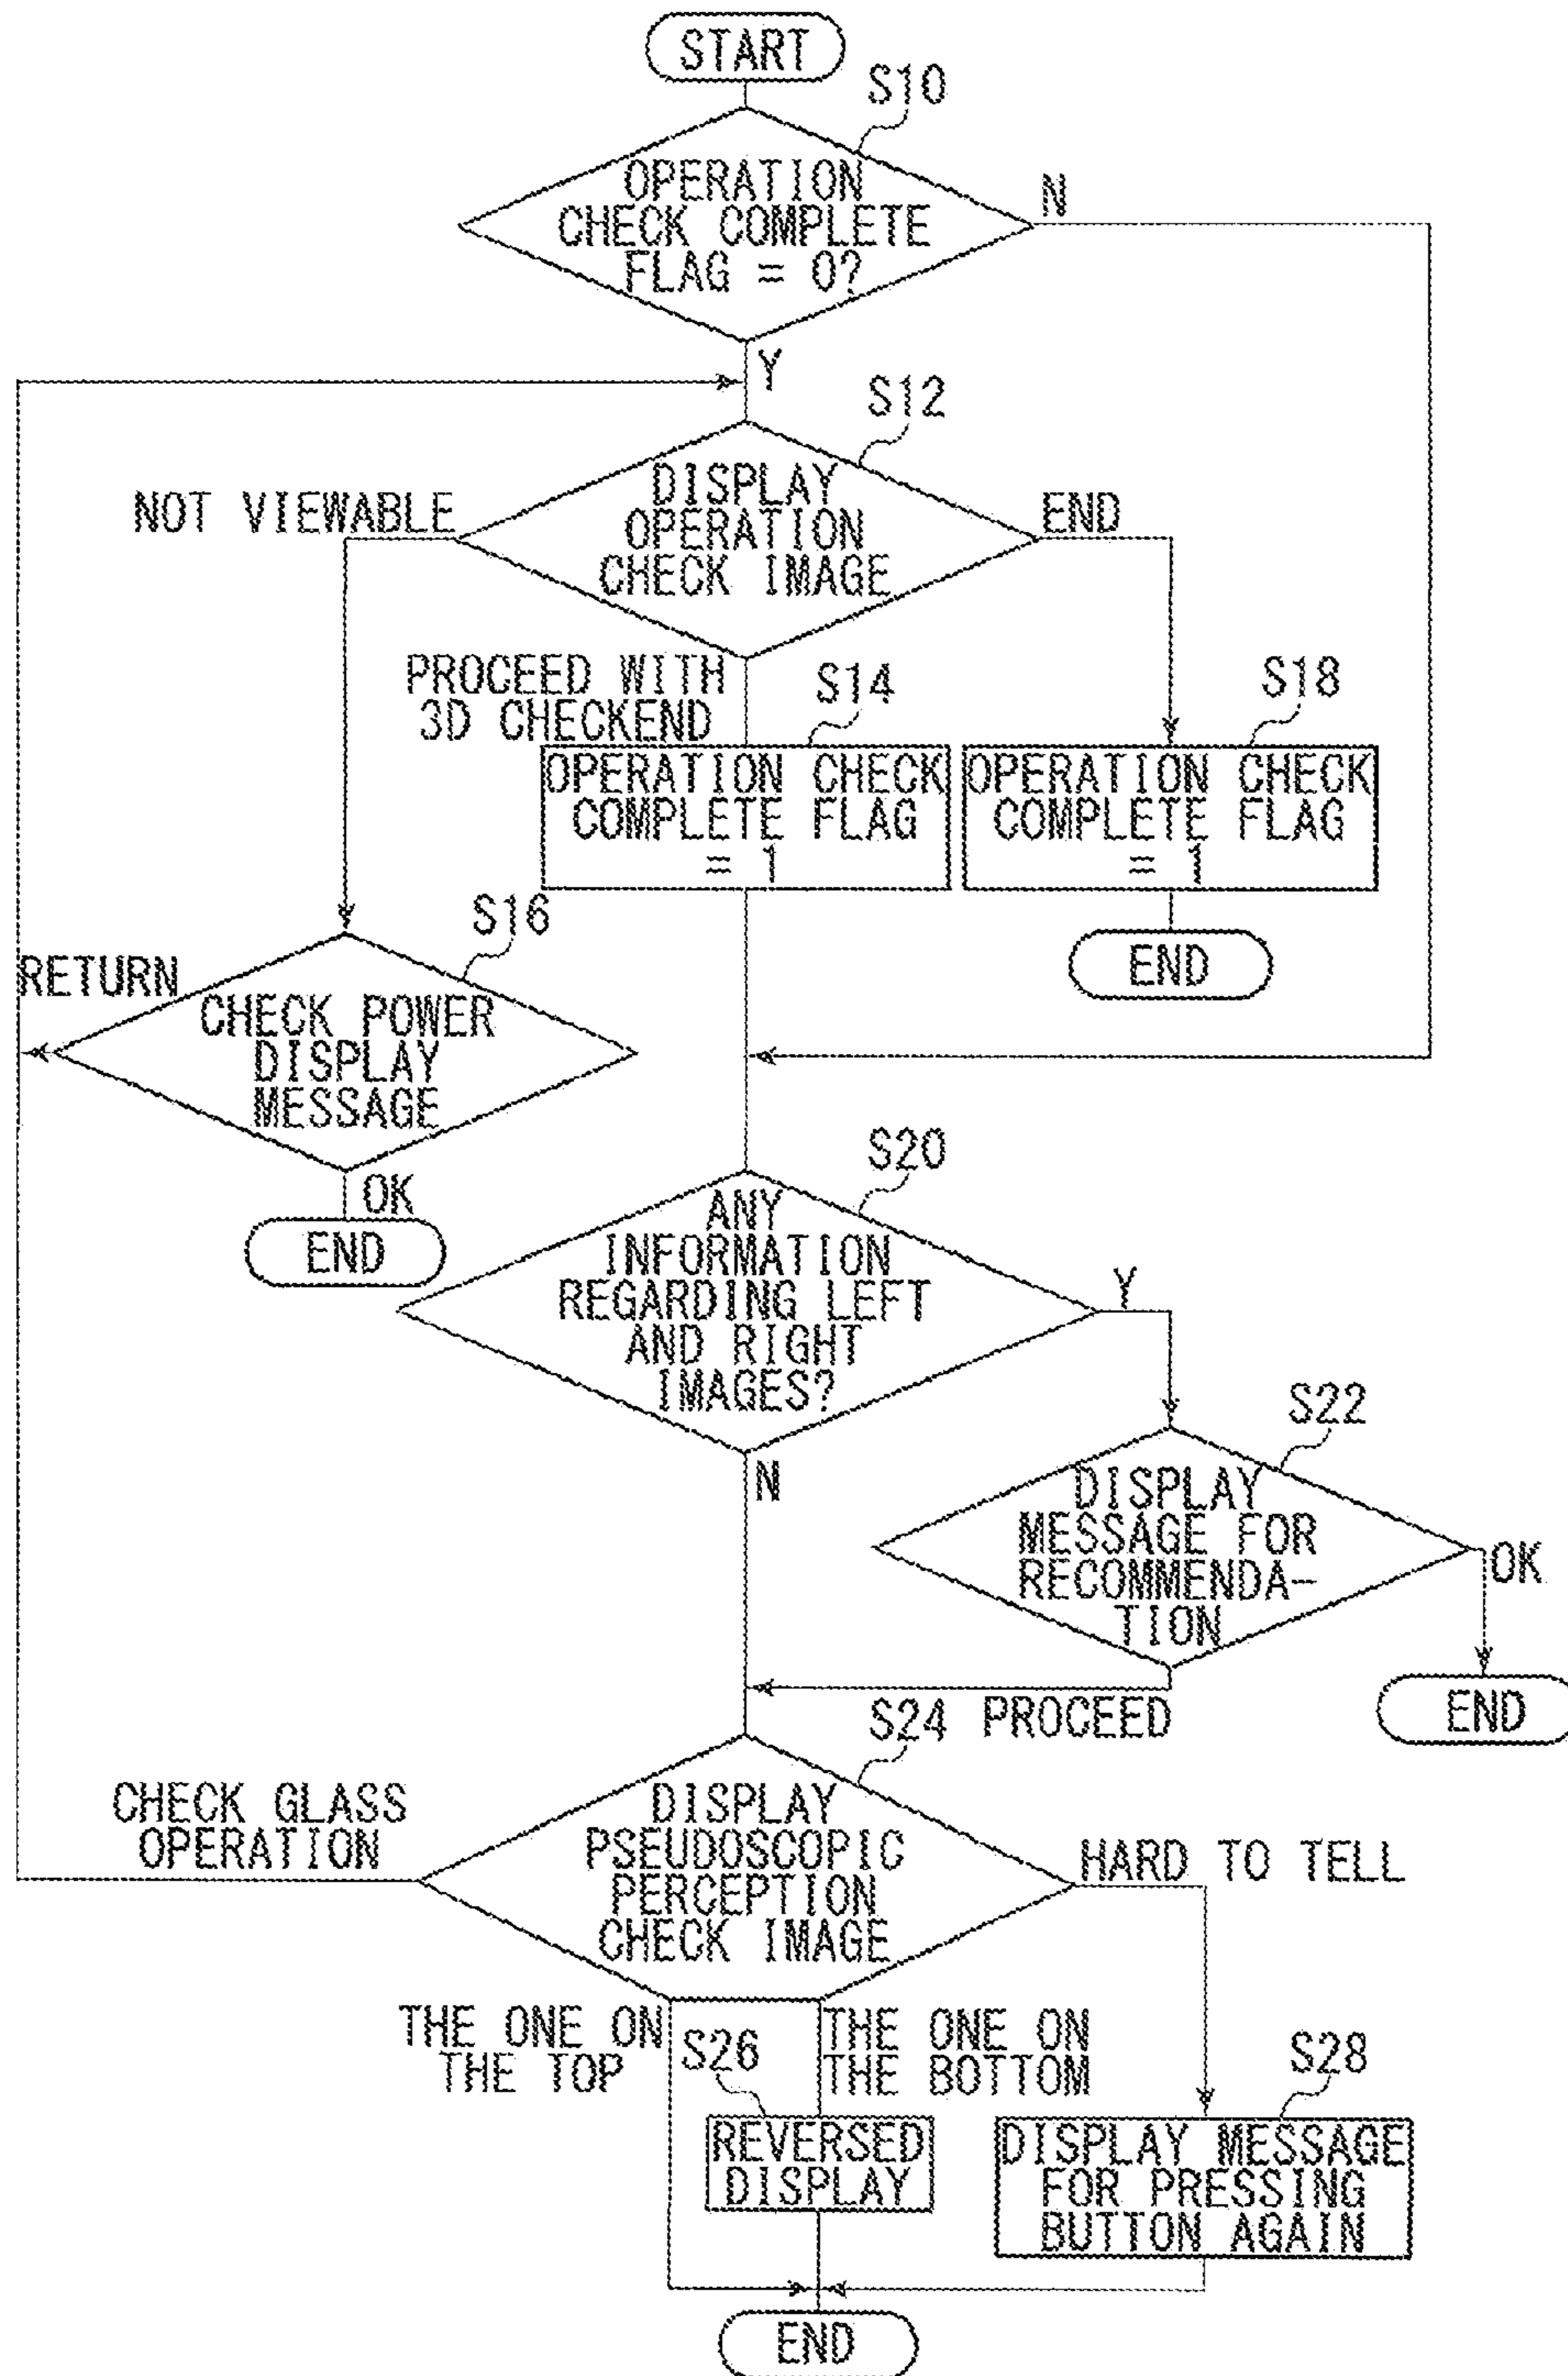 START
S10
OPERATION
CHECK COMPLETE
FLAG = 0?
N
Y
S12
DISPLAY
OPERATION
CHECK IMAGE
NOT VIEWABLE
END
PROCEED WITH
3D CHECKEND
S14
OPERATION CHECK
COMPLETE FLAG
= 1
S18
OPERATION CHECK
COMPLETE FLAG
= 1
END
S16
RETURN
CHECK POWER
DISPLAY
MESSAGE
OK
END
S20
ANY
INFORMATION
REGARDING LEFT
AND RIGHT
IMAGES?
Y
N
S22
DISPLAY
MESSAGE FOR
RECOMMENDA-
TION
OK
END
PROCEED
S24
DISPLAY
PSEUDOSCOPIC
PERCEPTION
CHECK IMAGE
CHECK GLASS
OPERATION
HARD TO TELL
THE ONE ON
THE TOP
S26
THE ONE ON
THE BOTTOM
REVERSED
DISPLAY
S28
DISPLAY MESSAGE
FOR PRESSING
BUTTON AGAIN
END